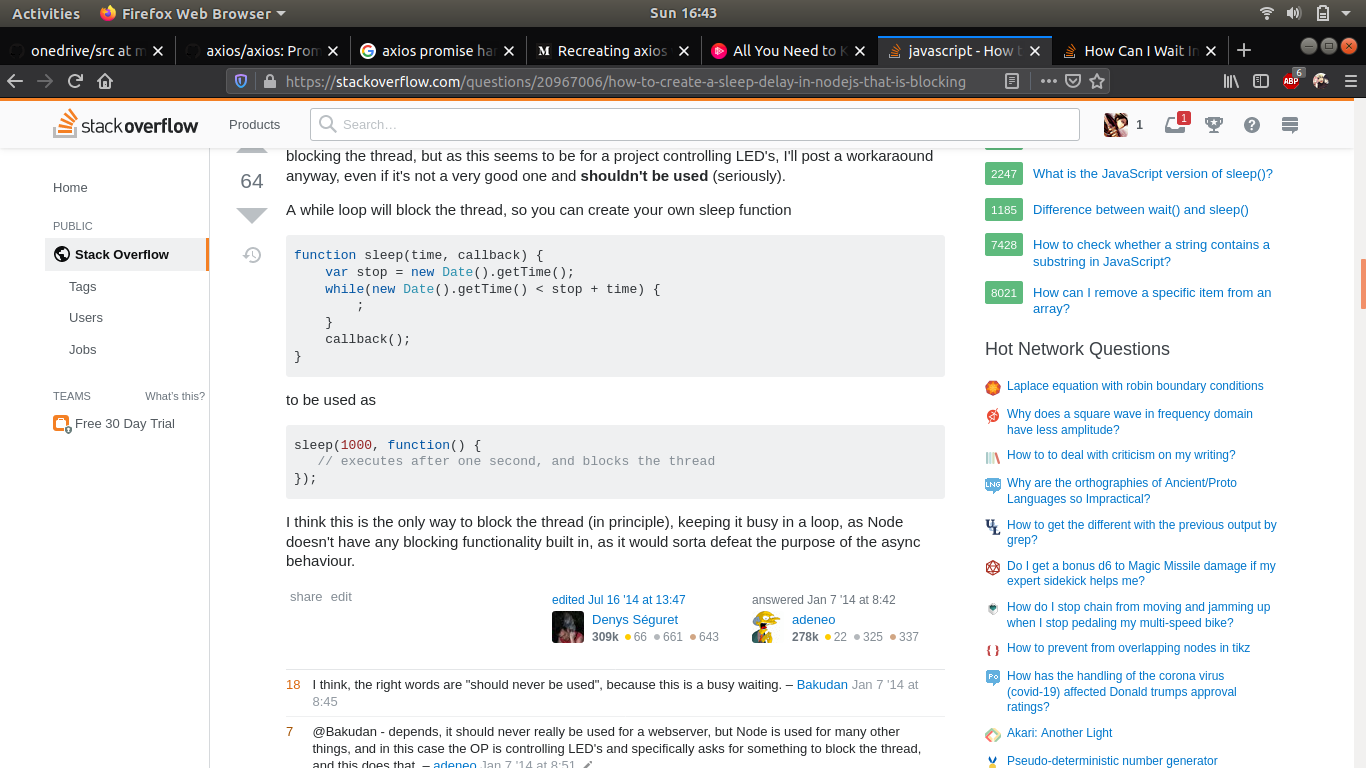 Activities
Firefox Web Browser
Sun 16:43
onedrive/src at m
axios/axios: Prom
axios promise han
Recreating axios
All You Need to K
javascript - How t
How Can I Wait In
https://stackoverflow.com/questions/20967006/how-to-create-a-sleep-delay-in-nodejs-that-is-blocking
ABP
6
stackoverflow
Products
Search…
1
1
Home
PUBLIC
Stack Overflow
Tags
Users
Jobs
TEAMS
What's this?
Free 30 Day Trial
64
blocking the thread, but as this seems to be for a project controlling LED's, I'll post a workaraound
anyway, even if it's not a very good one and shouldn't be used (seriously).
A while loop will block the thread, so you can create your own sleep function
function sleep(time, callback) {
var stop = new Date().getTime();
while(new Date().getTime() < stop + time) {
;
}
callback();
}
to be used as
sleep(1000, function() {
// executes after one second, and blocks the thread
});
I think this is the only way to block the thread (in principle), keeping it busy in a loop, as Node
doesn't have any blocking functionality built in, as it would sorta defeat the purpose of the async
behaviour.
share edit
edited Jul 16 '14 at 13:47
Denys Séguret
309k 66 661 643
answered Jan 7 '14 at 8:42
adeneo
278k 22 325 337
18
I think, the right words are "should never be used", because this is a busy waiting. – Bakudan Jan 7 '14 at
8:45
7
@Bakudan - depends, it should never really be used for a webserver, but Node is used for many other
things, and in this case the OP is controlling LED's and specifically asks for something to block the thread,
and this does that. – adeneo Jan 7 '14 at 8:51
2247 What is the JavaScript version of sleep()?
1185 Difference between wait() and sleep()
7428 How to check whether a string contains a
substring in JavaScript?
8021 How can I remove a specific item from an
array?
Hot Network Questions
Laplace equation with robin boundary conditions
Why does a square wave in frequency domain
have less amplitude?
How to to deal with criticism on my writing?
LNG
Why are the orthographies of Ancient/Proto
Languages so Impractical?
UL
How to get the different with the previous output by
grep?
Do I get a bonus d6 to Magic Missile damage if my
expert sidekick helps me?
How do I stop chain from moving and jamming up
when I stop pedaling my multi-speed bike?
How to prevent from overlapping nodes in tikz
Po
How has the handling of the corona virus
(covid-19) affected Donald trumps approval
ratings?
Akari: Another Light
Pseudo-deterministic number generator